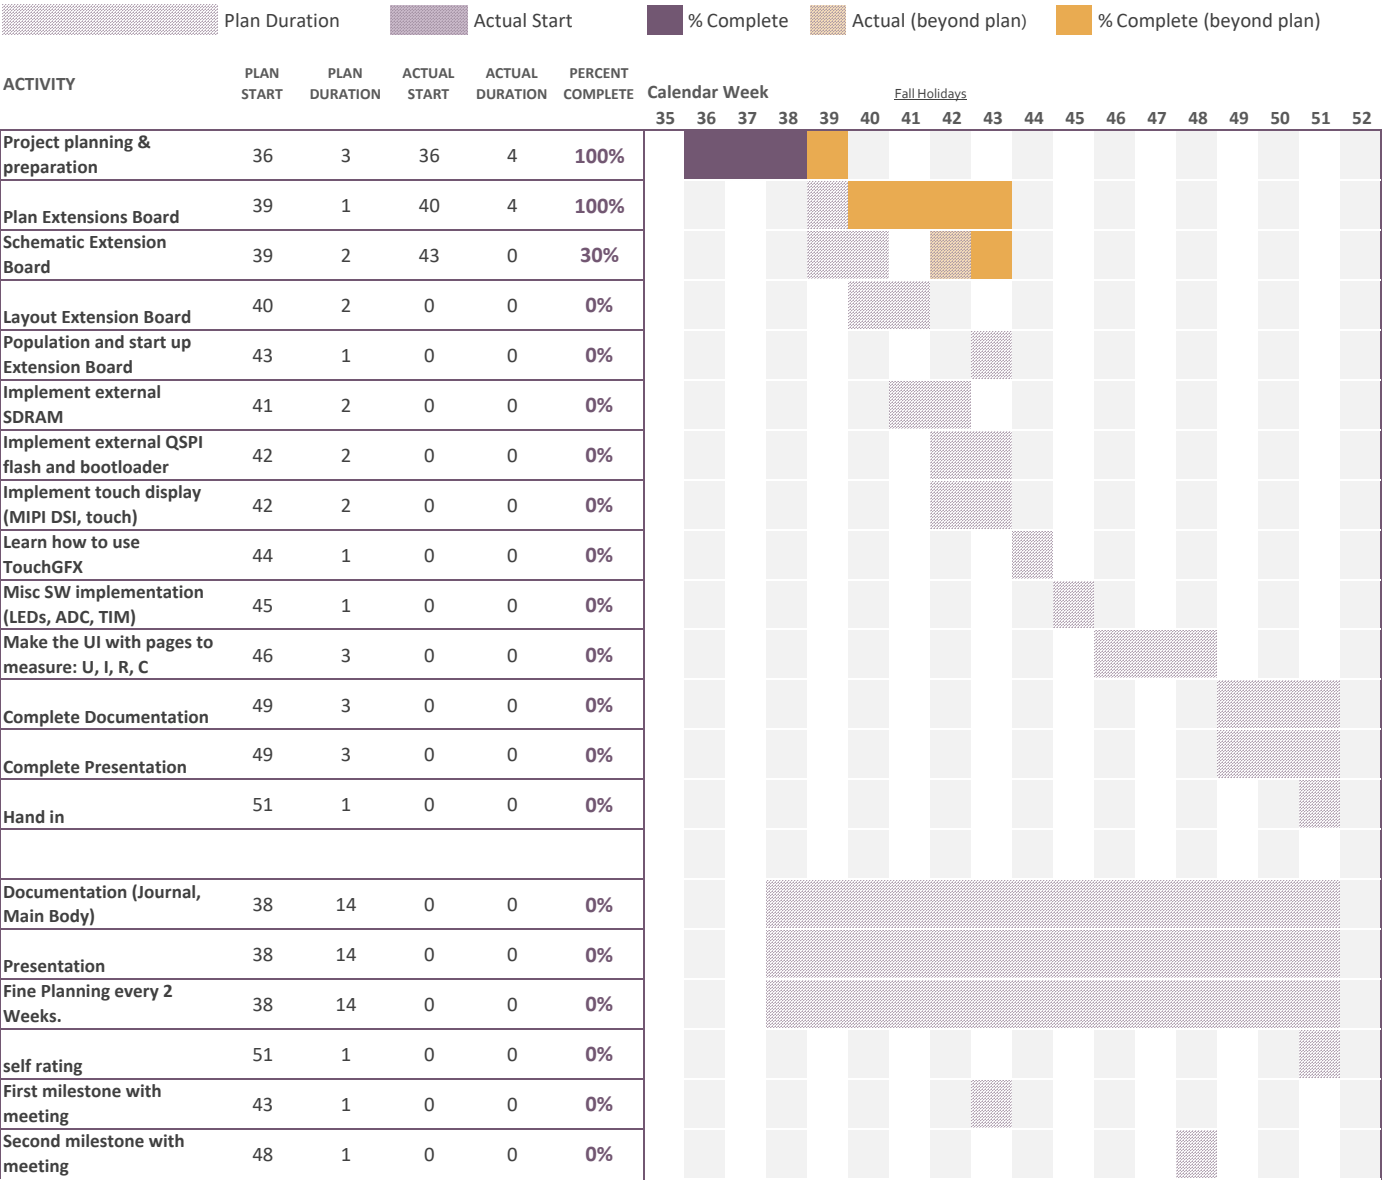 Plan Duration Actual Start % Complete Actual (beyond plan) % Complete (beyond plan)
ACTIVITY PLAN START PLAN DURATION ACTUAL START ACTUAL DURATION PERCENT COMPLETE Calendar Week Fall Holidays
35 36 37 38 39 40 41 42 43 44 45 46 47 48 49 50 51 52
Project planning &
preparation 36 3 36 4 100%
Plan Extensions Board 39 1 40 4 100%
Schematic Extension
Board 39 2 43 0 30%
Layout Extension Board 40 2 0 0 0%
Population and start up
Extension Board 43 1 0 0 0%
Implement external
SDRAM 41 2 0 0 0%
Implement external QSPI
flash and bootloader 42 2 0 0 0%
Implement touch display
(MIPI DSI, touch) 42 2 0 0 0%
Learn how to use
TouchGFX 44 1 0 0 0%
Misc SW implementation
(LEDs, ADC, TIM) 45 1 0 0 0%
Make the UI with pages to
measure: U, I, R, C 46 3 0 0 0%
Complete Documentation 49 3 0 0 0%
Complete Presentation 49 3 0 0 0%
Hand in 51 1 0 0 0%
Documentation (Journal,
Main Body) 38 14 0 0 0%
Presentation 38 14 0 0 0%
Fine Planning every 2
Weeks. 38 14 0 0 0%
self rating 51 1 0 0 0%
First milestone with
meeting 43 1 0 0 0%
Second milestone with
meeting 48 1 0 0 0%